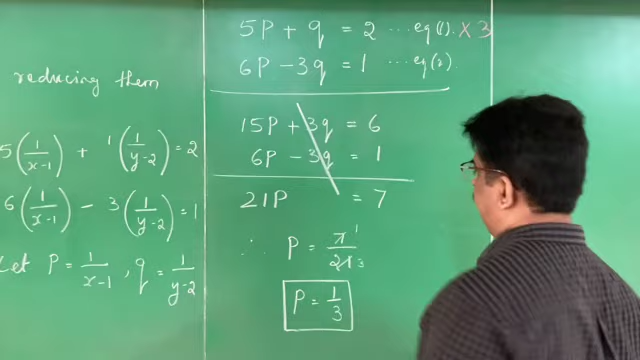 reducing them
5(1/(x-1)) + 1(1/(y-2)) = 2
6(1/(x-1)) - 3(1/(y-2)) = 1
Let P = 1/(x-1), q = 1/(y-2)
5P + q = 2 ... eq(1). × 3
6P - 3q = 1 ... eq(2).
15P + 3q = 6
6P - 3q = 1
21P = 7
∴ P = 7/21 1 3
P = 1/3